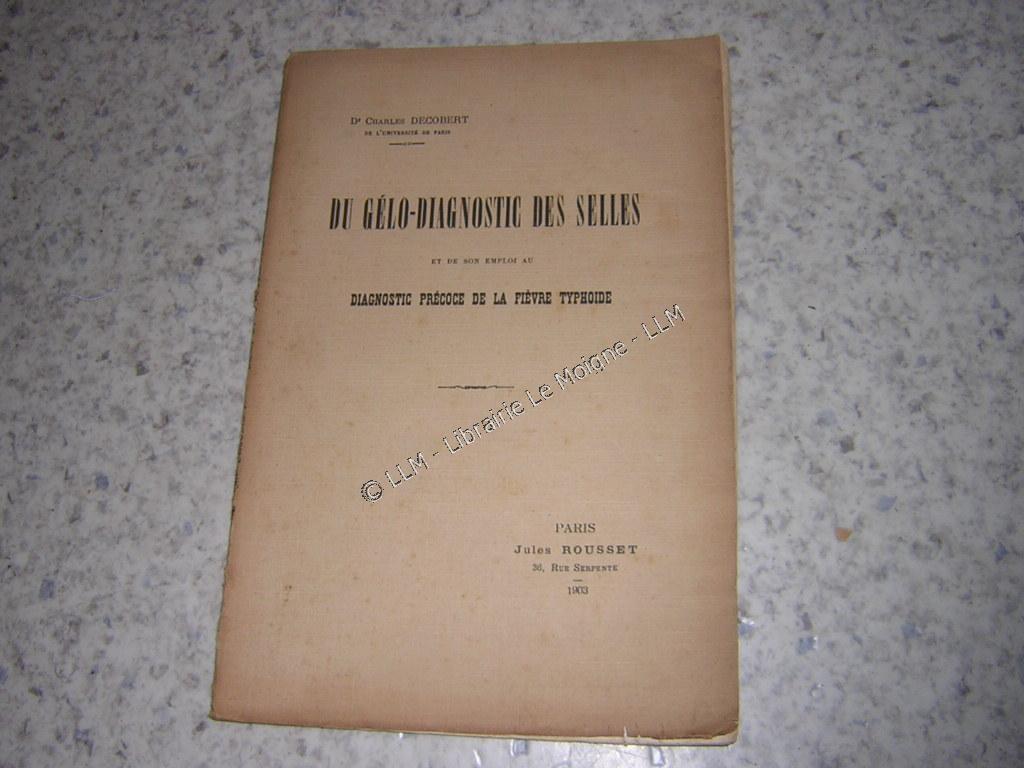 Dr Charles DECOBERT
DE L'UNIVERSITÉ DE PARIS
DU GÉLO-DIAGNOSTIC DES SELLES
ET DE SON EMPLOI AU
DIAGNOSTIC PRÉCOCE DE LA FIÈVRE TYPHOIDE
© LLM - Librairie Le Moigne - LLM
PARIS
Jules ROUSSET
36, Rue Serpente
1903